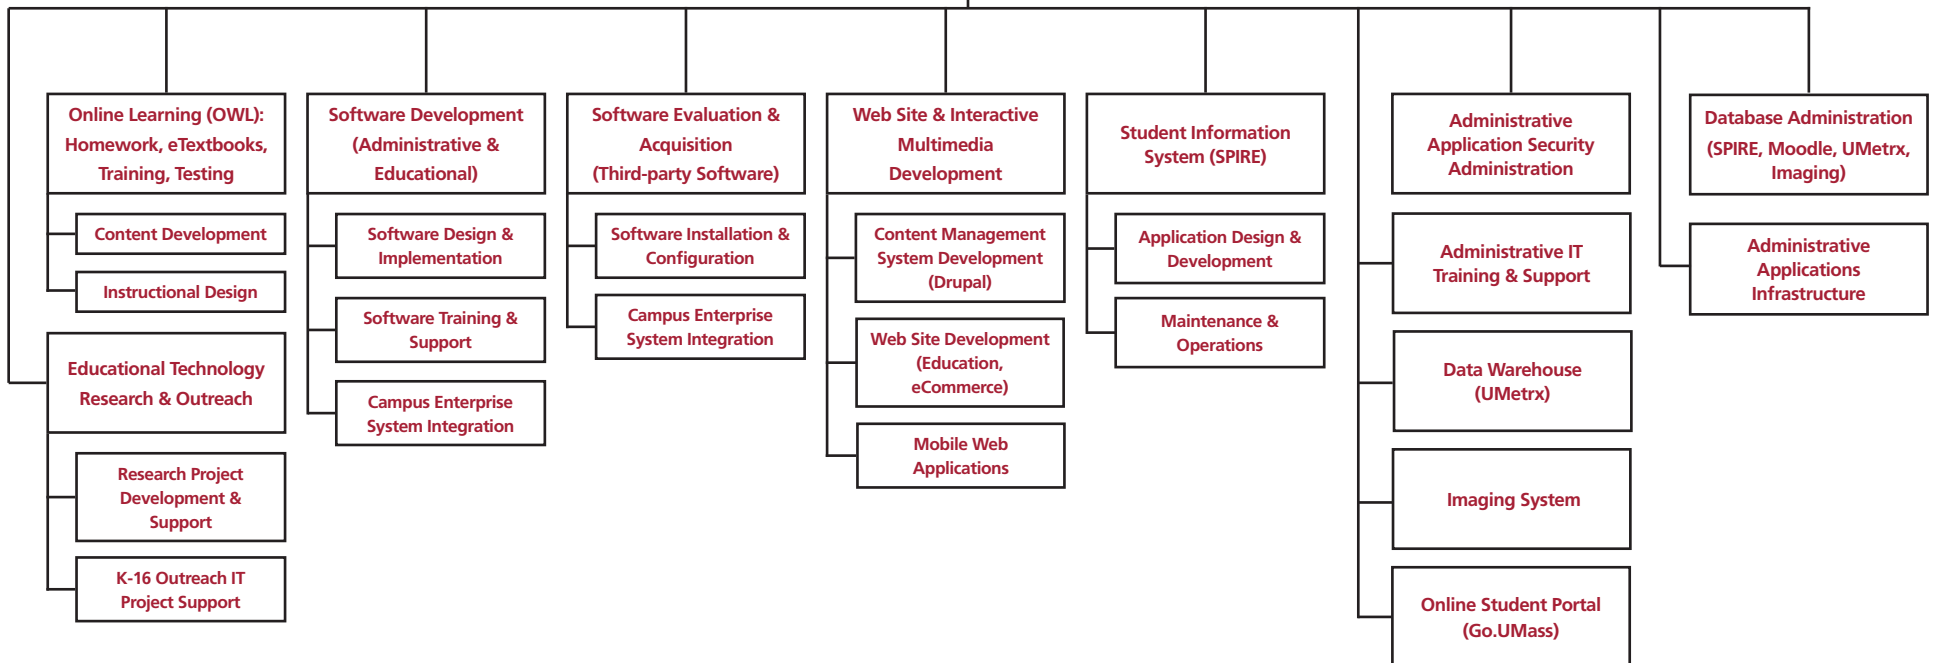 Online Learning (OWL):
Homework, eTextbooks,
Training, Testing
Content Development
Instructional Design
Educational Technology
Research & Outreach
Research Project
Development &
Support
K-16 Outreach IT
Project Support
Software Development
(Administrative &
Educational)
Software Design &
Implementation
Software Training &
Support
Campus Enterprise
System Integration
Software Evaluation &
Acquisition
(Third-party Software)
Software Installation &
Configuration
Campus Enterprise
System Integration
Web Site & Interactive
Multimedia
Development
Content Management
System Development
(Drupal)
Web Site Development
(Education,
eCommerce)
Mobile Web
Applications
Student Information
System (SPIRE)
Application Design &
Development
Maintenance &
Operations
Administrative
Application Security
Administration
Administrative IT
Training & Support
Data Warehouse
(UMetrx)
Imaging System
Online Student Portal
(Go.UMass)
Database Administration
(SPIRE, Moodle, UMetrx,
Imaging)
Administrative
Applications
Infrastructure